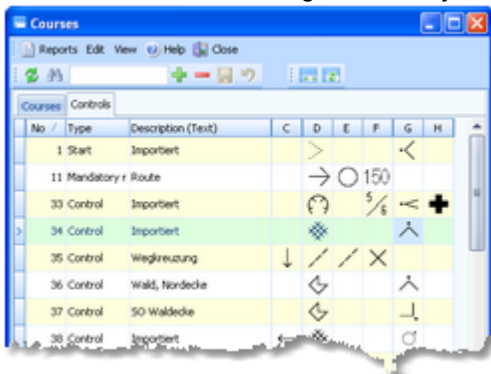 Courses
Reports Edit View Help Close
Courses Controls
No Type Description (Text) C D E F G H
1 Start Importiert
11 Mandatory r Route 150
33 Control Importiert 5/6
34 Control Importiert
35 Control Wegkreuzung
36 Control Wald, Nordecke
37 Control SO Waldecke
38 Control Importiert